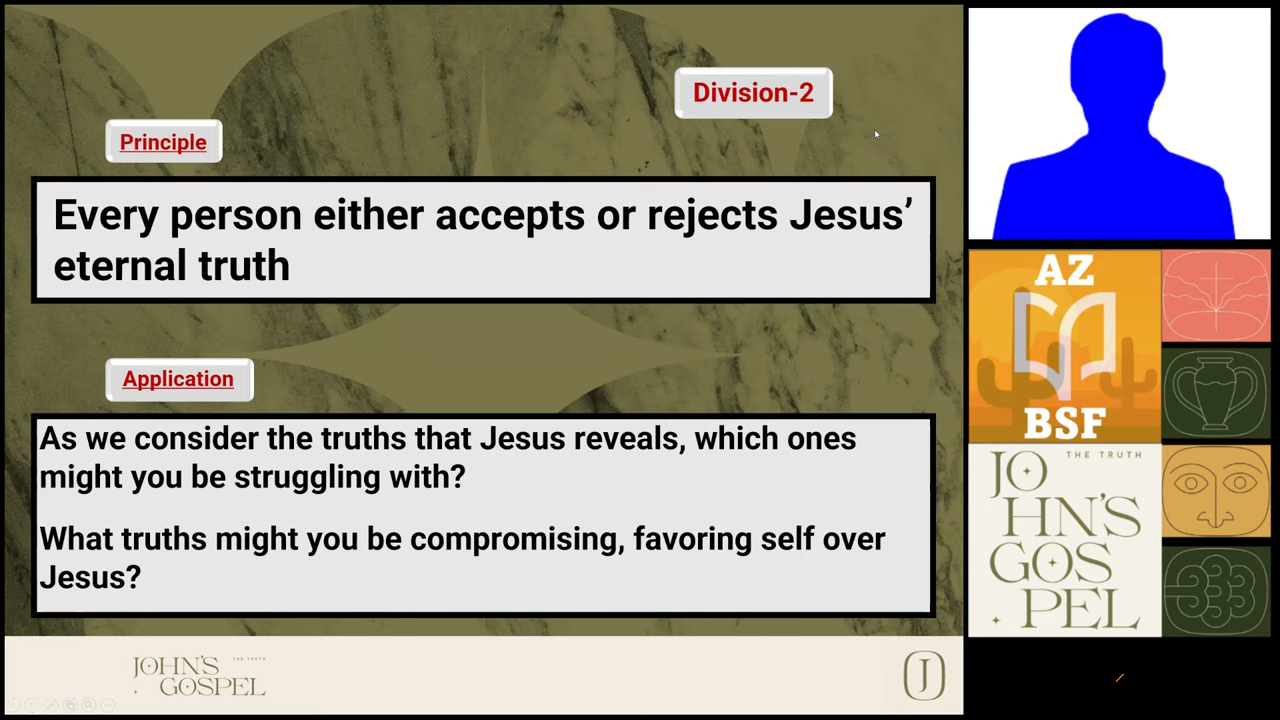 Division-2
Principle
Every person either accepts or rejects Jesus’
eternal truth
Application
As we consider the truths that Jesus reveals, which ones
might you be struggling with?
What truths might you be compromising, favoring self over
Jesus?
JOHN'S THE TRUTH
GOSPEL
J
AZ
BSF
THE TRUTH
JO
HN'S
GOS
PEL